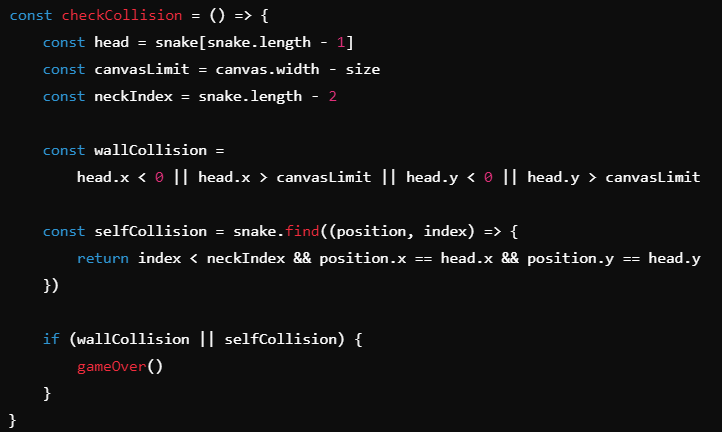 const checkCollision = () => {
    const head = snake[snake.length - 1]
    const canvasLimit = canvas.width - size
    const neckIndex = snake.length - 2

    const wallCollision =
        head.x < 0 || head.x > canvasLimit || head.y < 0 || head.y > canvasLimit

    const selfCollision = snake.find((position, index) => {
        return index < neckIndex && position.x == head.x && position.y == head.y
    })

    if (wallCollision || selfCollision) {
        gameOver()
    }
}